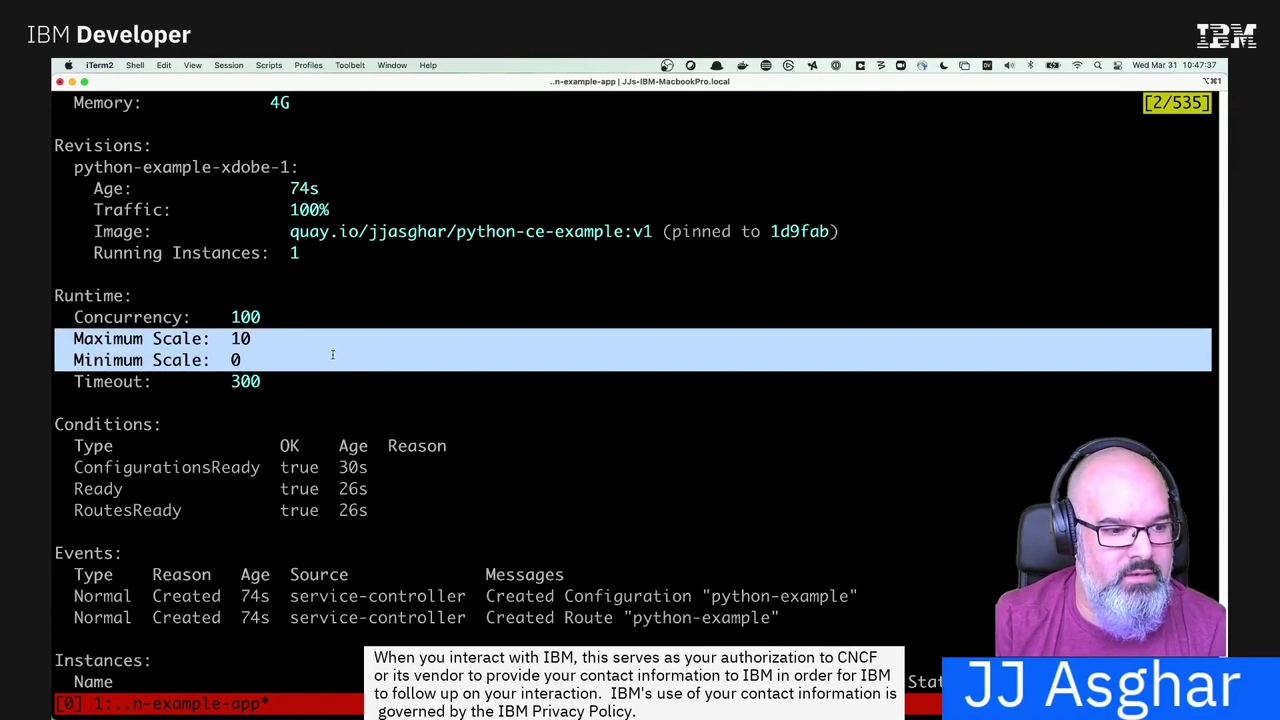 IBM Developer
IBM
iTerm2 Shell Edit View Session Scripts Profiles Toolbelt Window Help
Wed Mar 31 10:47:37
..n-example-app | JJs-IBM-MacbookPro.local
⌥⌘1
Memory: 4G
[2/535]
Revisions:
python-example-xdobe-1:
Age: 74s
Traffic: 100%
Image: quay.io/jjasghar/python-ce-example:v1 (pinned to 1d9fab)
Running Instances: 1
Runtime:
Concurrency: 100
Maximum Scale: 10
Minimum Scale: 0
Timeout: 300
Conditions:
Type OK Age Reason
ConfigurationsReady true 30s
Ready true 26s
RoutesReady true 26s
Events:
Type Reason Age Source Messages
Normal Created 74s service-controller Created Configuration "python-example"
Normal Created 74s service-controller Created Route "python-example"
Instances:
Name
[0] 1:..n-example-app*
When you interact with IBM, this serves as your authorization to CNCF
or its vendor to provide your contact information to IBM in order for IBM
to follow up on your interaction. IBM's use of your contact information is
governed by the IBM Privacy Policy.
JJ Asghar